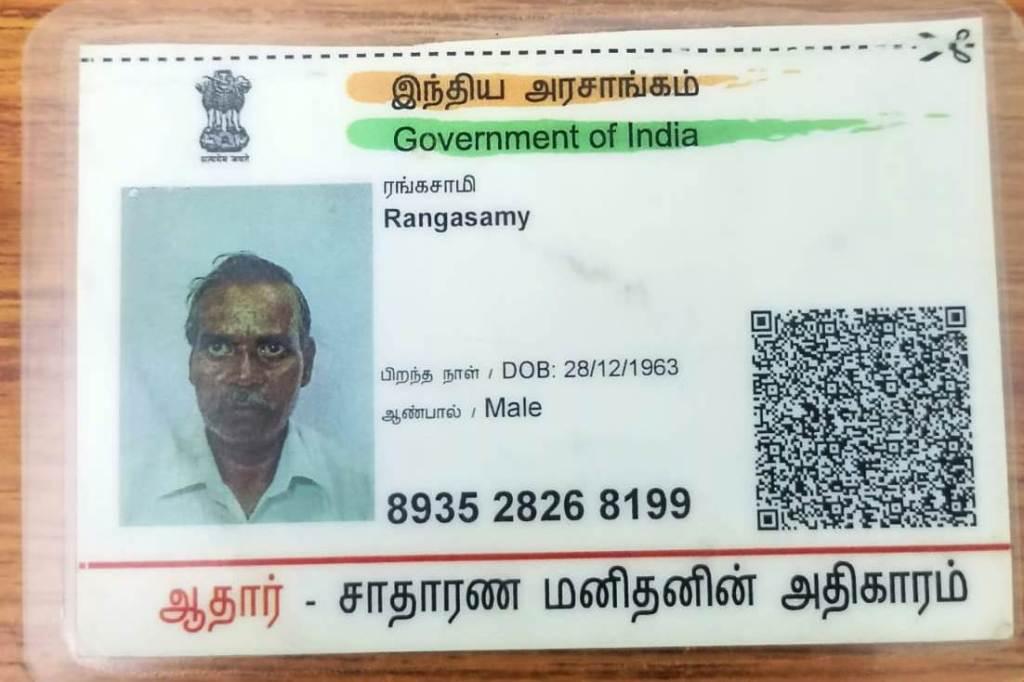 இந்திய அரசாங்கம்
Government of India
सत्यमेव जयते
ரங்கசாமி
Rangasamy
பிறந்த நாள் / DOB: 28/12/1963
ஆண்பால் / Male
8935 2826 8199
ஆதார் - சாதாரண மனிதனின் அதிகாரம்